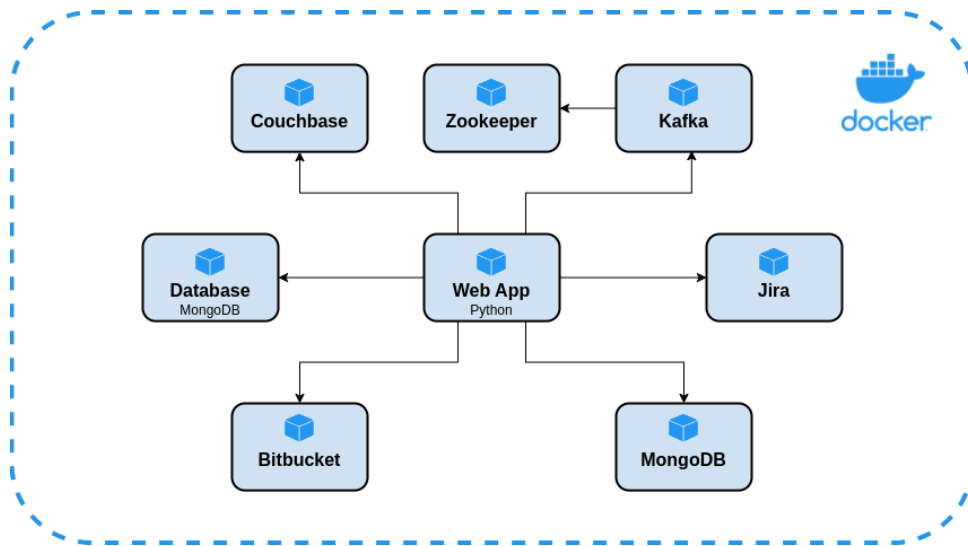 Couchbase
Zookeeper
Kafka
docker
Database
MongoDB
Web App
Python
Jira
Bitbucket
MongoDB